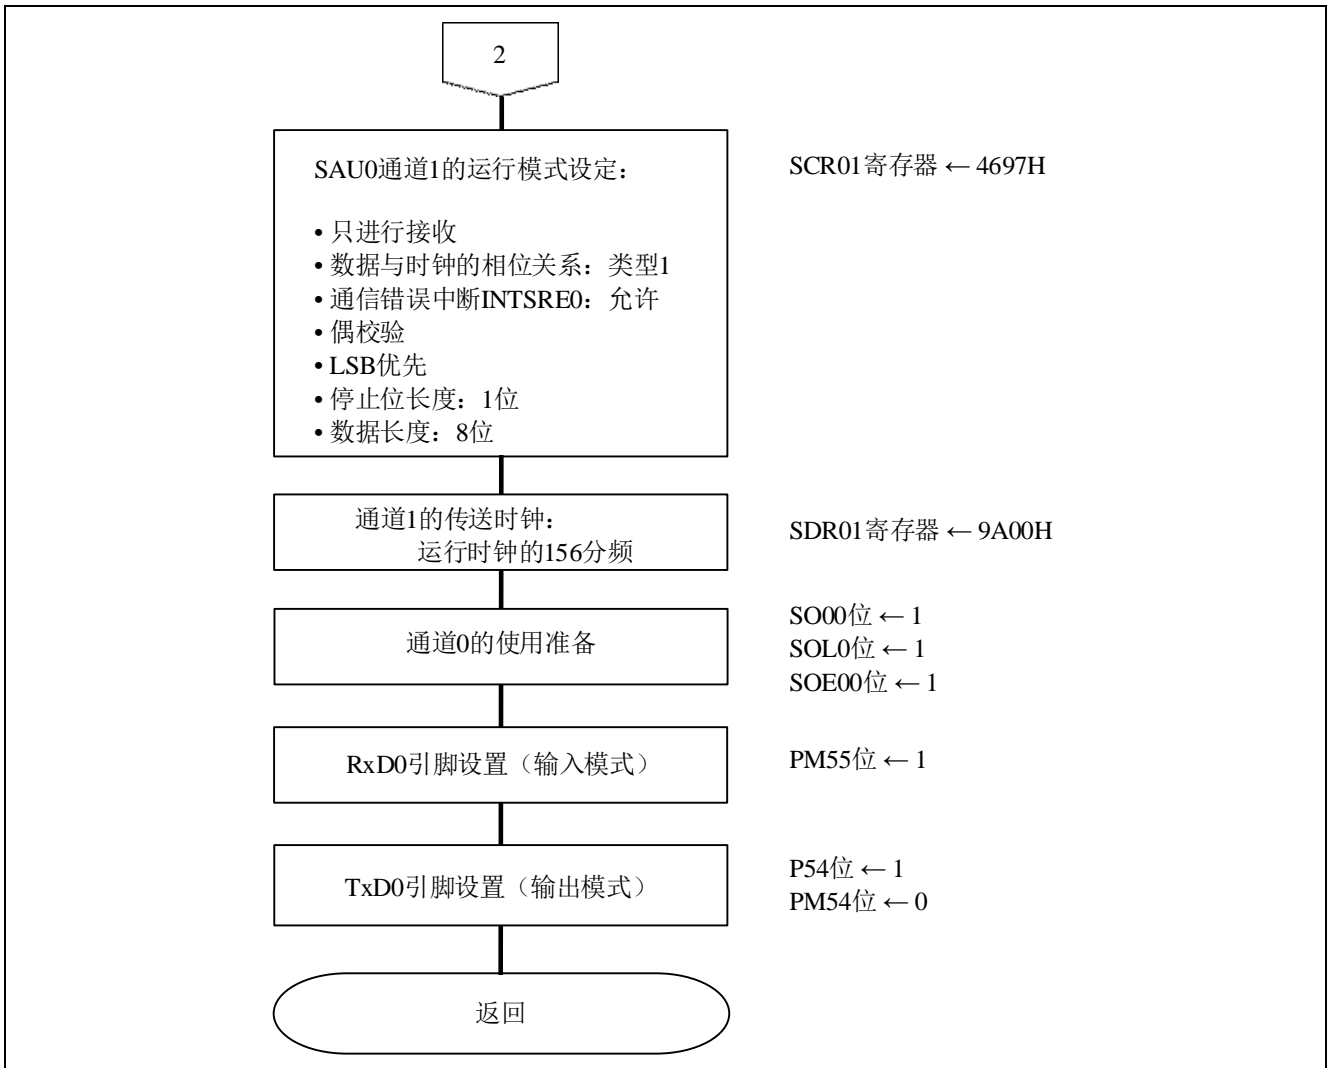 2
SAU0通道1的运行模式设定：
SCR01寄存器 ← 4697H
• 只进行接收
• 数据与时钟的相位关系：类型1
• 通信错误中断INTSRE0：允许
• 偶校验
• LSB优先
• 停止位长度：1位
• 数据长度：8位
通道1的传送时钟：
运行时钟的156分频
SDR01寄存器 ← 9A00H
通道0的使用准备
SO00位 ← 1
SOL0位 ← 1
SOE00位 ← 1
RxD0引脚设置（输入模式）
PM55位 ← 1
TxD0引脚设置（输出模式）
P54位 ← 1
PM54位 ← 0
返回